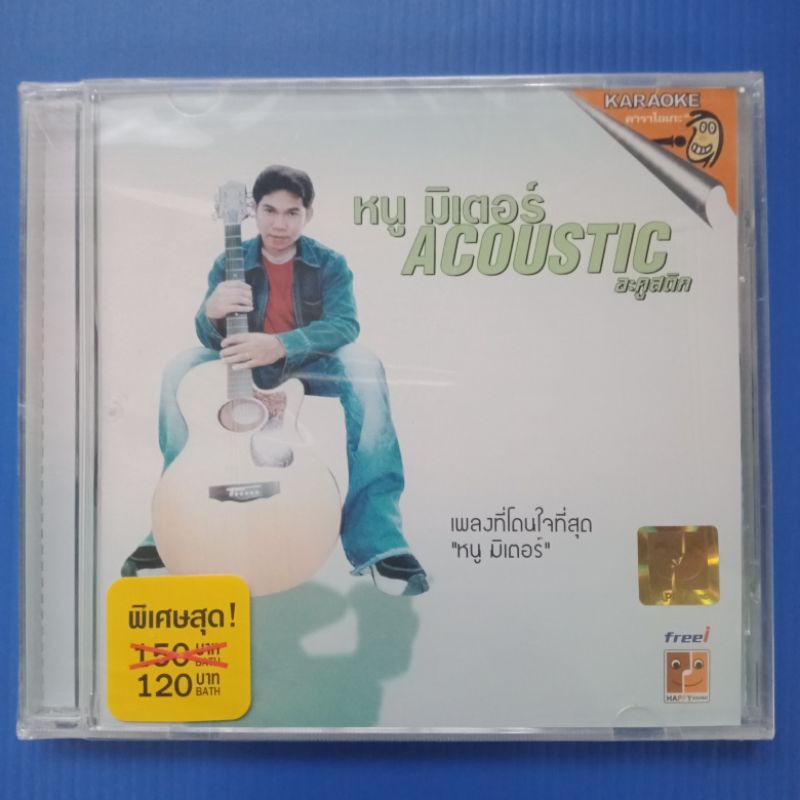 KARAOKE
คาราโอเกะ
หนู มิเตอร์
ACOUSTIC
อะคูสติก
เพลงที่โดนใจที่สุด
"หนู มิเตอร์"
พิเศษสุด!
150 บาท BATH
120 บาท BATH
freei
HAPPY